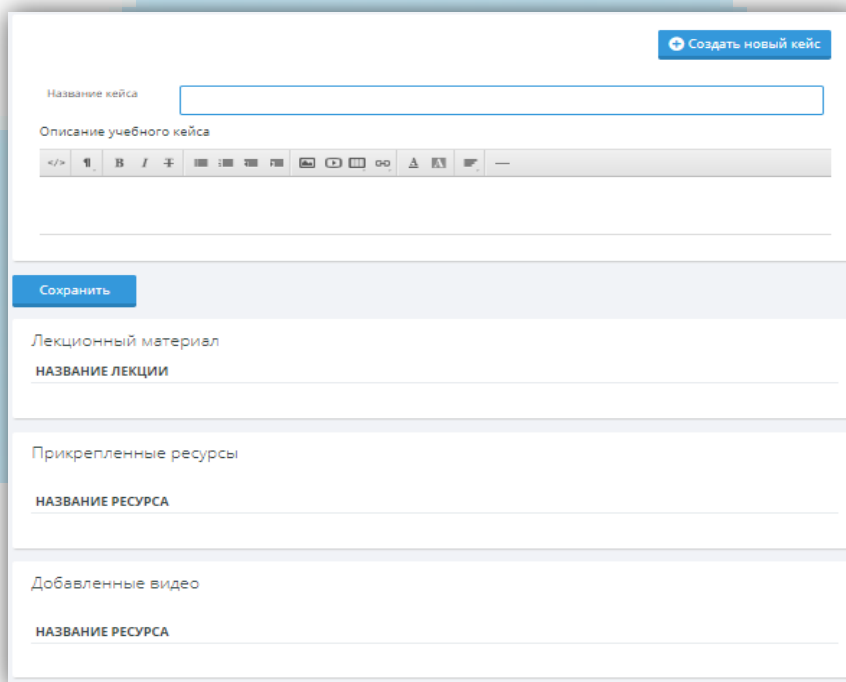 Создать новый кейс
Название кейса
Описание учебного кейса
Сохранить
Лекционный материал
НАЗВАНИЕ ЛЕКЦИИ
Прикрепленные ресурсы
НАЗВАНИЕ РЕСУРСА
Добавленные видео
НАЗВАНИЕ РЕСУРСА